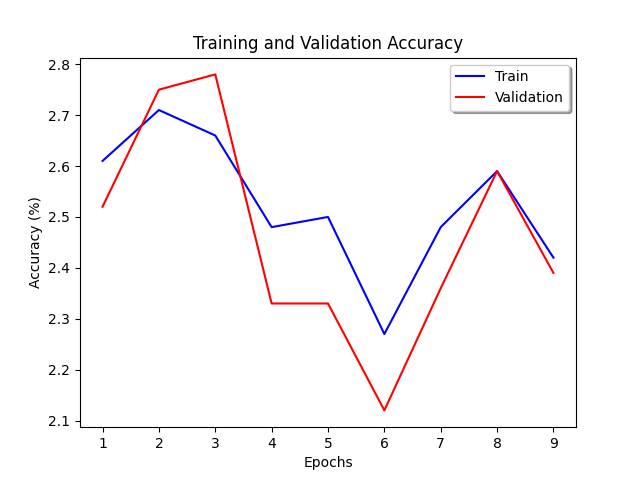 Training and Validation Accuracy
Train
Validation
Accuracy (%)
2.8
2.7
2.6
2.5
2.4
2.3
2.2
2.1
1 2 3 4 5 6 7 8 9
Epochs